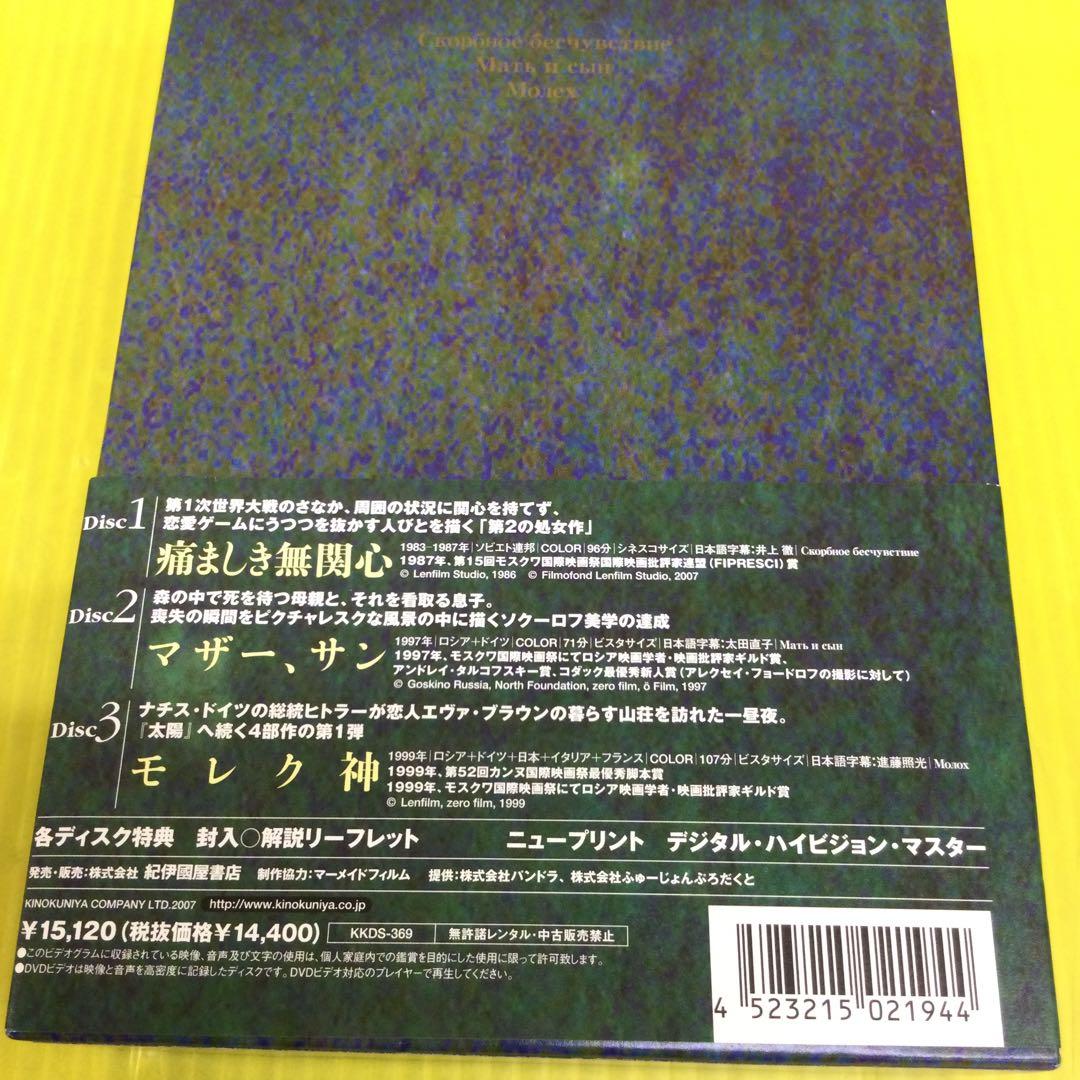 Скорбное бесчувствие
Мать и сын
Молох
Disc1
第1次世界大戦のさなか、周囲の状況に関心を持てず、
恋愛ゲームにうつつを抜かす人びとを描く「第2の処女作」
痛ましき無関心
1983-1987年|ソビエト連邦|COLOR|96分|シネスコサイズ|日本語字幕:井上 徹|Скорбное бесчувствие
1987年、第15回モスクワ国際映画祭国際映画批評家連盟(FIPRESCI)賞
© Lenfilm Studio, 1986 © Filmofond Lenfilm Studio, 2007
Disc2
森の中で死を待つ母親と、それを看取る息子。
喪失の瞬間をピクチャレスクな風景の中に描くソクーロフ美学の達成
マザー、サン
1997年|ロシア+ドイツ|COLOR|71分|ビスタサイズ|日本語字幕:太田直子|Мать и сын
1997年、モスクワ国際映画祭にてロシア映画学者・映画批評家ギルド賞、
アンドレイ・タルコフスキー賞、コダック最優秀新人賞(アレクセイ・フョードロフの撮影に対して)
© Goskino Russia, North Foundation, zero film, ö Film, 1997
Disc3
ナチス・ドイツの総統ヒトラーが恋人エヴァ・ブラウンの暮らす山荘を訪れた一昼夜。
『太陽』へ続く4部作の第1弾
モレク神
1999年|ロシア+ドイツ+日本+イタリア+フランス|COLOR|107分|ビスタサイズ|日本語字幕:進藤照光|Молох
1999年、第52回カンヌ国際映画祭最優秀脚本賞
1999年、モスクワ国際映画祭にてロシア映画学者・映画批評家ギルド賞
© Lenfilm, zero film, 1999
各ディスク特典 封入○解説リーフレット ニュープリント デジタル・ハイビジョン・マスター
発売・販売:株式会社 紀伊國屋書店 制作協力:マーメイドフィルム 提供:株式会社パンドラ、株式会社ふゅーじょんぷろだくと
KINOKUNIYA COMPANY LTD.2007 http://www.kinokuniya.co.jp
¥15,120(税抜価格¥14,400) KKDS-369 無許諾レンタル・中古販売禁止
●このビデオグラムに収録されている映像、音声及び文字の使用は、個人家庭内での鑑賞を目的にした使用に限って許可致します。
●DVDビデオは映像と音声を高密度に記録したディスクです。DVDビデオ対応のプレイヤーで再生してください。
4 523215 021944